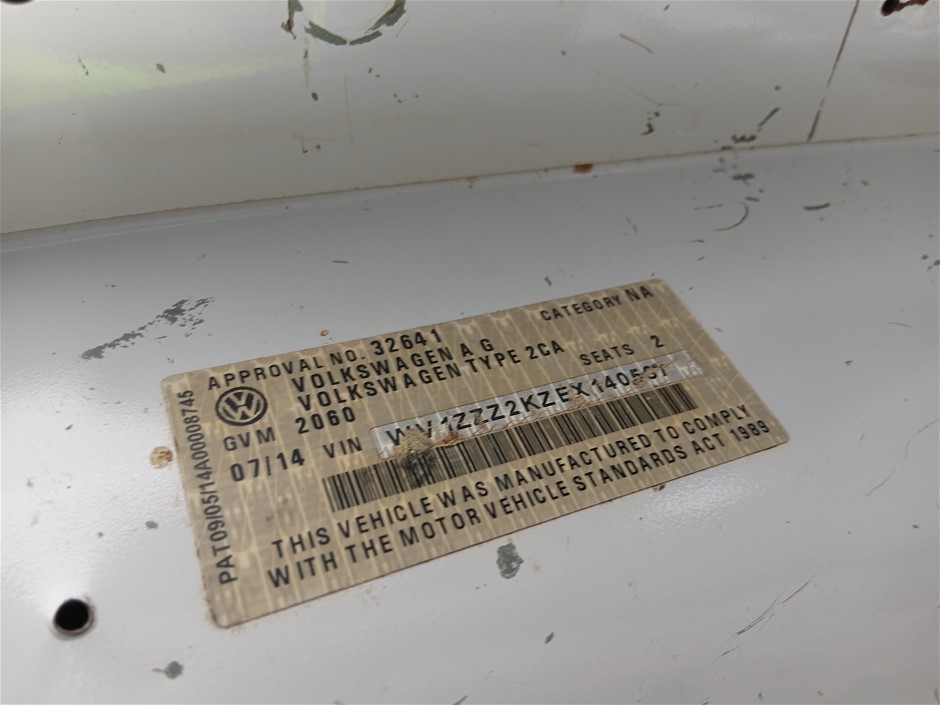 APPROVAL NO. 32641
CATEGORY NA
VOLKSWAGEN AG
VOLKSWAGEN TYPE 2CA
SEATS 2
GVM 2060
07/14 VIN
THIS VEHICLE WAS MANUFACTURED TO COMPLY
WITH THE MOTOR VEHICLE STANDARDS ACT 1989
PAT09/05/14A00008745